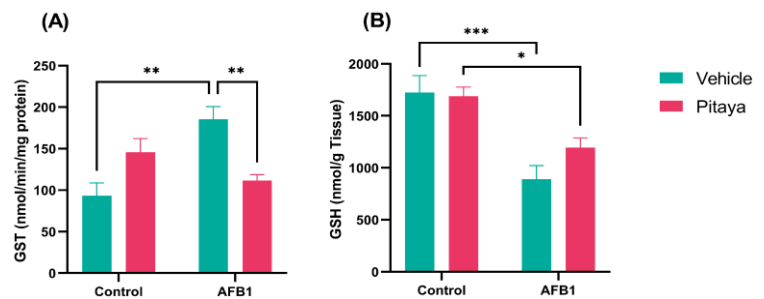 (A)
GST (nmol/min/mg protein)
250
200
150
100
50
0
**
**
Control
AFB1
(B)
GSH (nmol/g Tissue)
2000
1500
1000
500
0
***
*
Control
AFB1
Vehicle
Pitaya